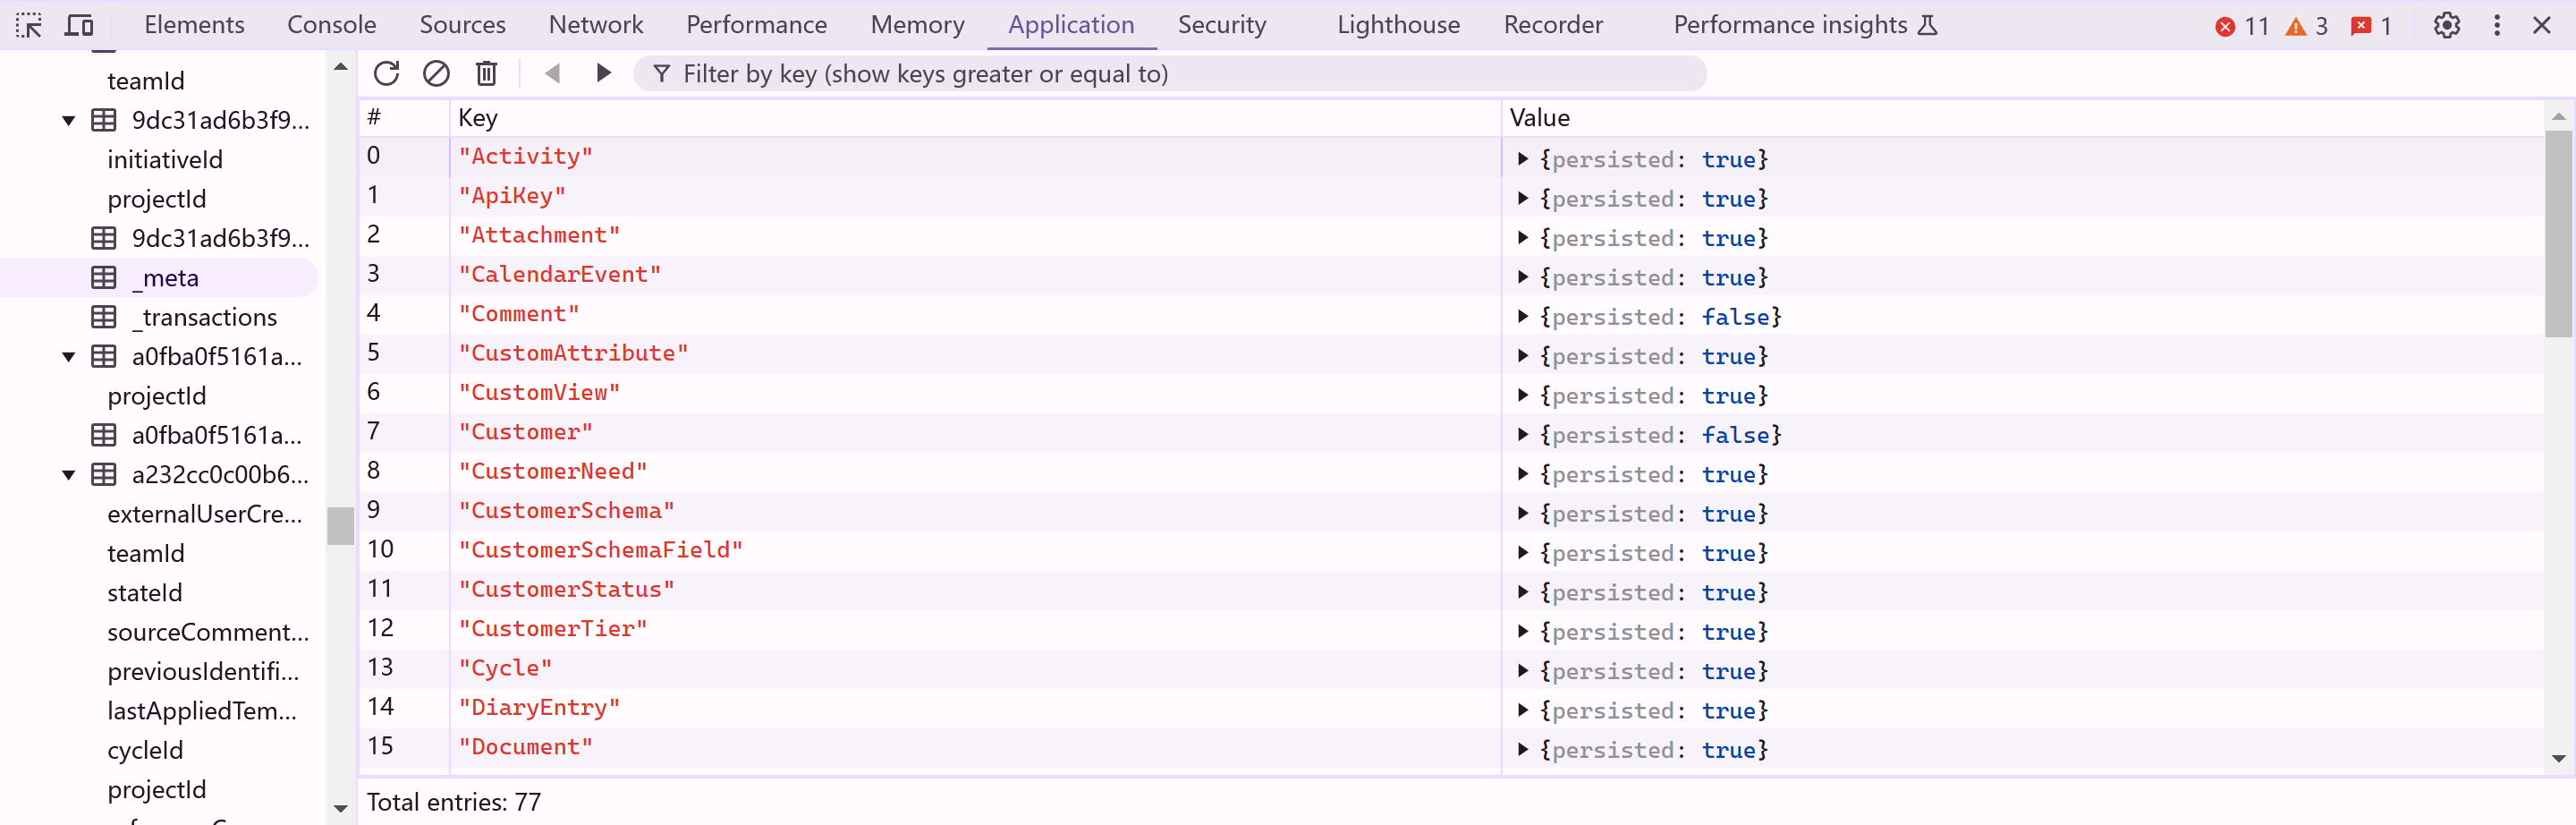 Elements Console Sources Network Performance Memory Application Security Lighthouse Recorder Performance insights 11 3 1
Filter by key (show keys greater or equal to)
teamId
9dc31ad6b3f9...
initiativeId
projectId
9dc31ad6b3f9...
_meta
_transactions
a0fba0f5161a...
projectId
a0fba0f5161a...
a232cc0c00b6...
externalUserCre...
teamId
stateId
sourceComment...
previousIdentifi...
lastAppliedTem...
cycleId
projectId
# Key Value
0 "Activity" {persisted: true}
1 "ApiKey" {persisted: true}
2 "Attachment" {persisted: true}
3 "CalendarEvent" {persisted: true}
4 "Comment" {persisted: false}
5 "CustomAttribute" {persisted: true}
6 "CustomView" {persisted: true}
7 "Customer" {persisted: false}
8 "CustomerNeed" {persisted: true}
9 "CustomerSchema" {persisted: true}
10 "CustomerSchemaField" {persisted: true}
11 "CustomerStatus" {persisted: true}
12 "CustomerTier" {persisted: true}
13 "Cycle" {persisted: true}
14 "DiaryEntry" {persisted: true}
15 "Document" {persisted: true}
Total entries: 77